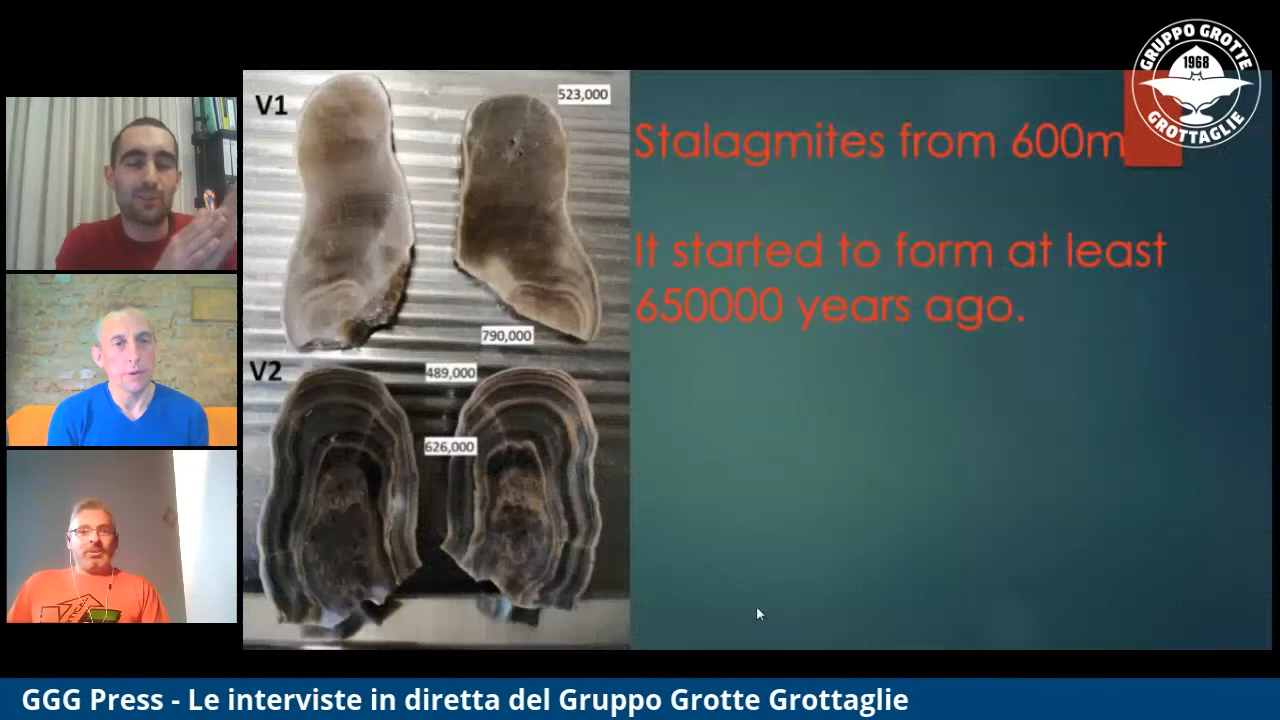 GRUPPO GROTTE
1968
GROTTAGLIE
V1
523,000
Stalagmites from 600m
It started to form at least
650000 years ago.
790,000
V2
489,000
626,000
GGG Press - Le interviste in diretta del Gruppo Grotte Grottaglie